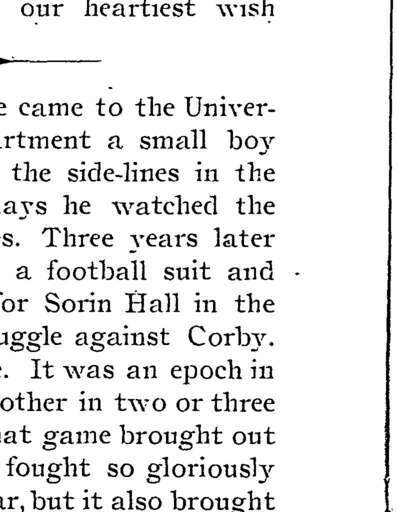 our heartiest wish
e came to the Univer-
artment a small boy
the side-lines in the
ays he watched the
s. Three years later
a football suit and
for Sorin Hall in the
uggle against Corby.
e. It was an epoch in
other in two or three
hat game brought out
fought so gloriously
ar, but it also brought